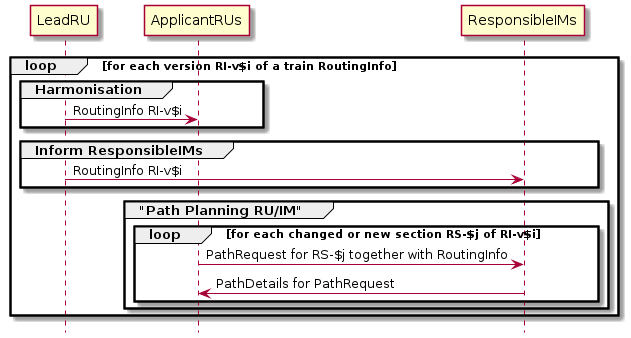 LeadRU ApplicantRUs ResponsibleIMs
loop [for each version RI-v$i of a train RoutingInfo]
Harmonisation
RoutingInfo RI-v$i
Inform ResponsibleIMs
RoutingInfo RI-v$i
"Path Planning RU/IM"
loop [for each changed or new section RS-$j of RI-v$i]
PathRequest for RS-$j together with RoutingInfo
PathDetails for PathRequest